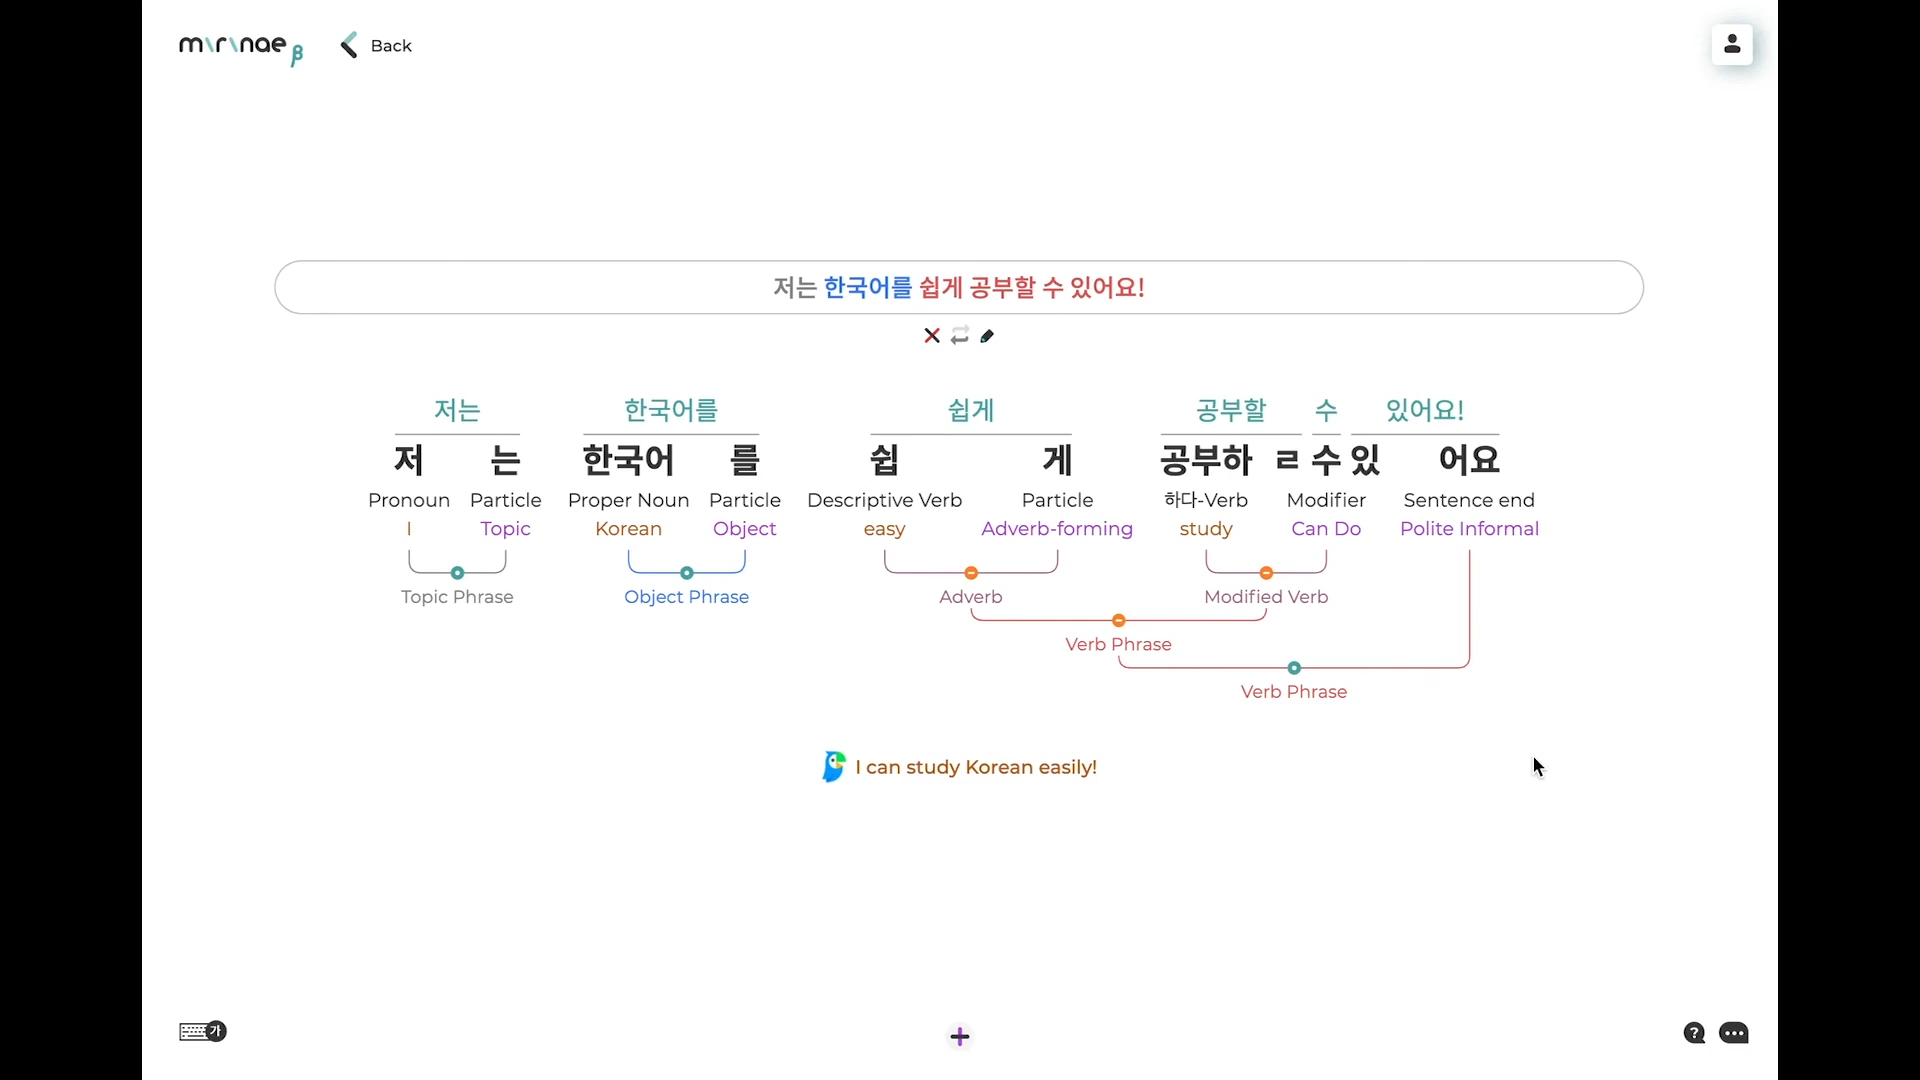 mirinae β
Back
저는 한국어를 쉽게 공부할 수 있어요!
저는 한국어를 쉽게 공부할 수 있어요!
저 는 한국어 를 쉽 게 공부하 ㄹ 수 있 어요
Pronoun Particle Proper Noun Particle Descriptive Verb Particle 하다-Verb Modifier Sentence end
I Topic Korean Object easy Adverb-forming study Can Do Polite Informal
Topic Phrase Object Phrase Adverb Modified Verb
Verb Phrase
Verb Phrase
I can study Korean easily!
가
?